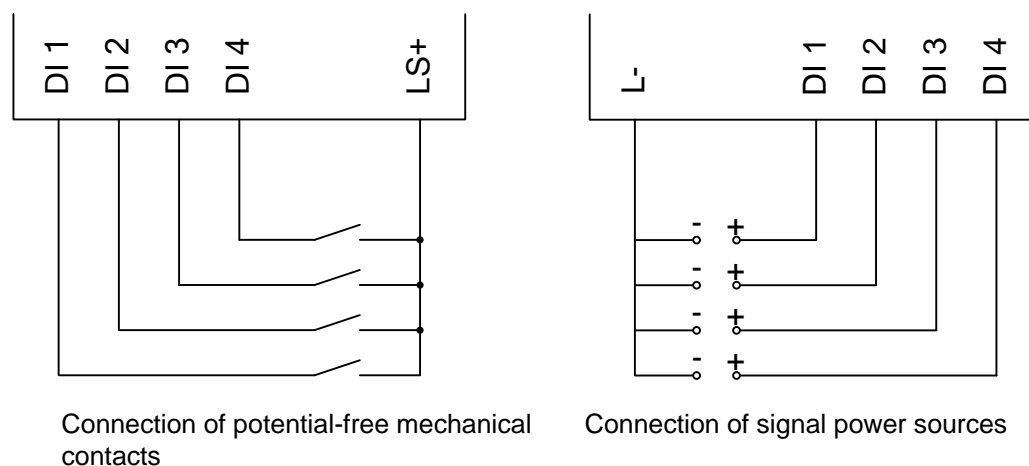 DI 1
DI 2
DI 3
DI 4
LS+
L-
DI 1
DI 2
DI 3
DI 4
- +
- +
- +
- +
Connection of potential-free mechanical
contacts
Connection of signal power sources